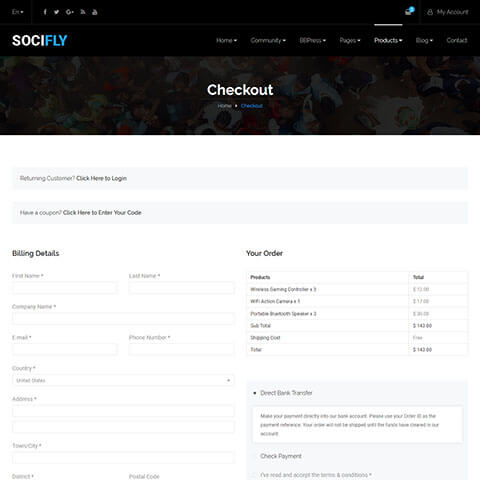 En
My Account
SOCIFLY
Home Community BBPress Pages Products Blog Contact
Checkout
Home Checkout
Returning Customer? Click Here to Login
Have a coupon? Click Here to Enter Your Code
Billing Details
Your Order
First Name * Last Name *
Products Total
Wireless Gaming Controller x 3
WiFi Action Camera x 1 $ 17.00
Portable Bluetooth Speaker x 3
Sub Total $ 143.00
Shipping Cost Free
Total $ 143.00
Company Name *
E-mail * Phone Number *
Country *
United States
Address *
Town/City *
District * Postal Code
Direct Bank Transfer
Make your payment directly into our bank account. Please use your Order ID as the
payment reference. Your order will not be shipped until the funds have cleared in our
account.
Check Payment
I've read and accept the terms & conditions *